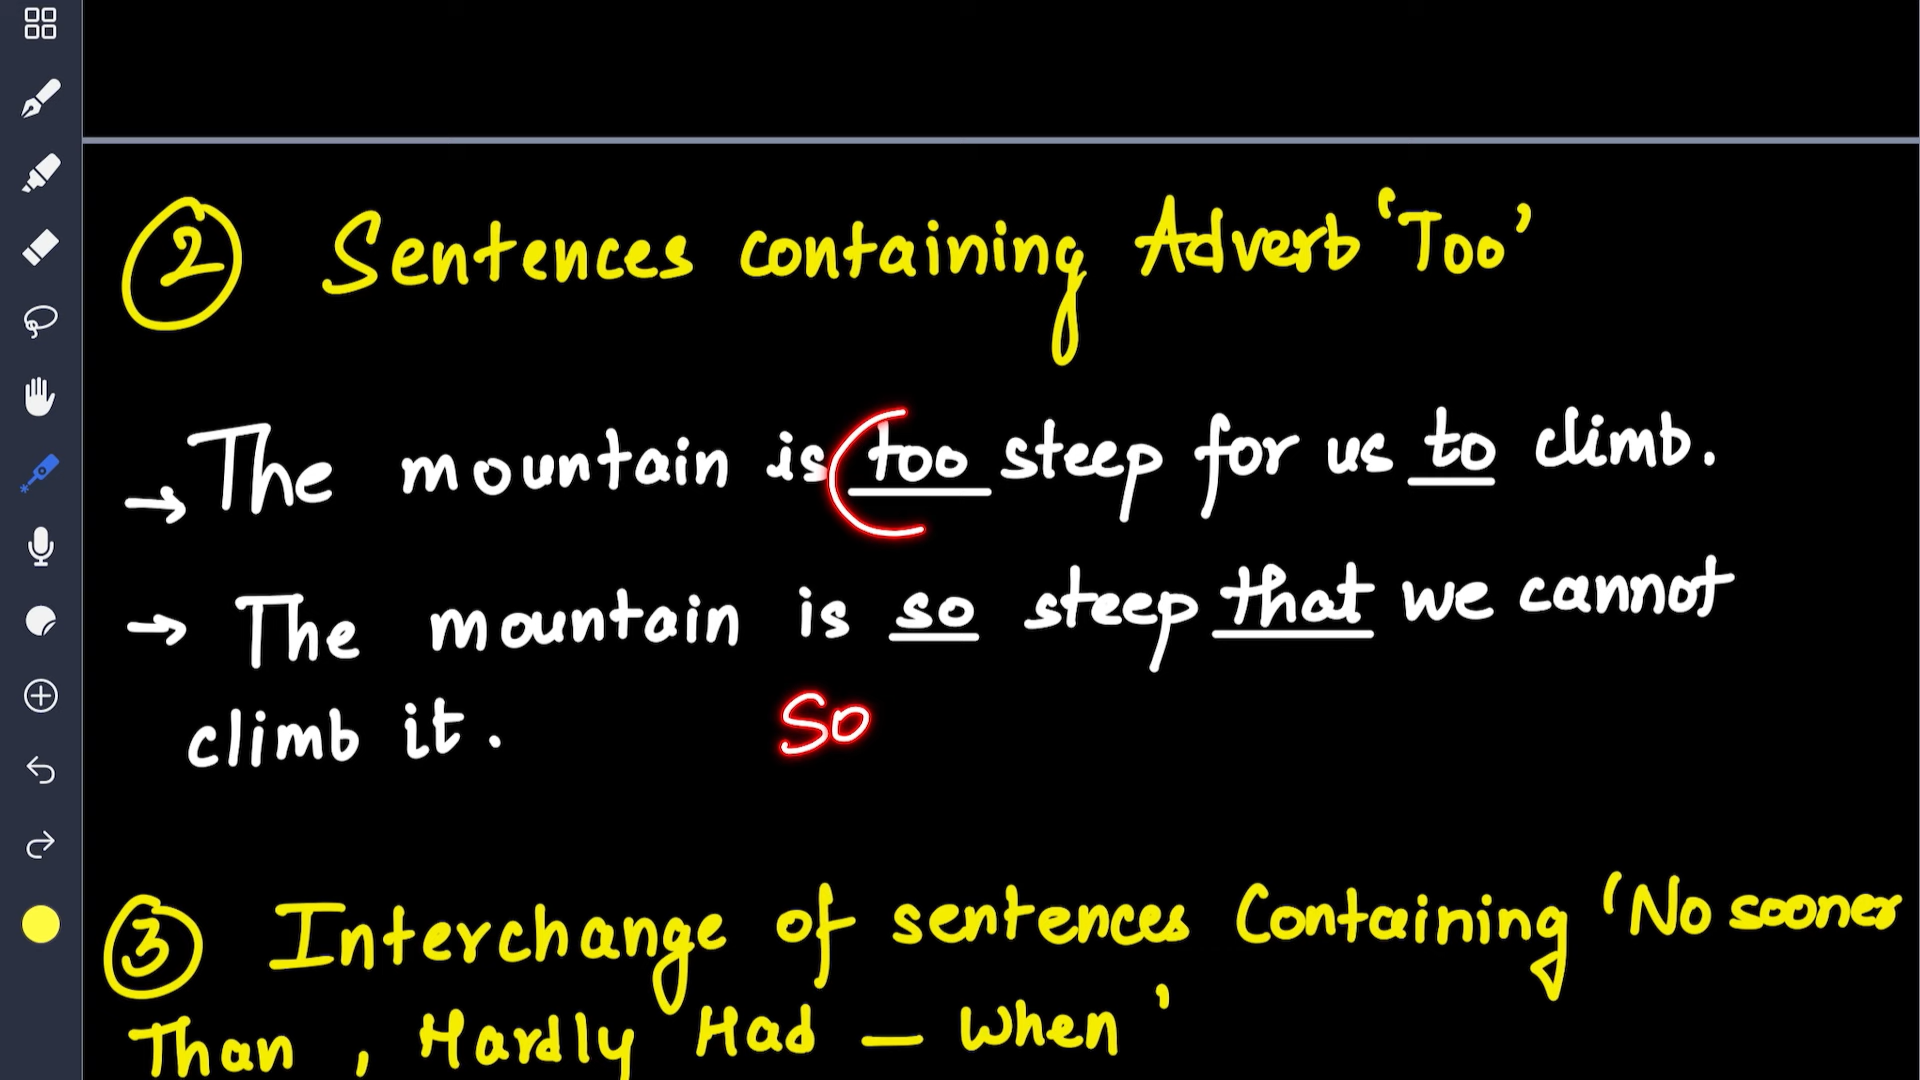 2 Sentences containing Adverb 'Too'
→ The mountain is too steep for us to climb.
→ The mountain is so steep that we cannot
climb it. So
3 Interchange of sentences Containing 'No sooner
Than, Hardly Had — When'